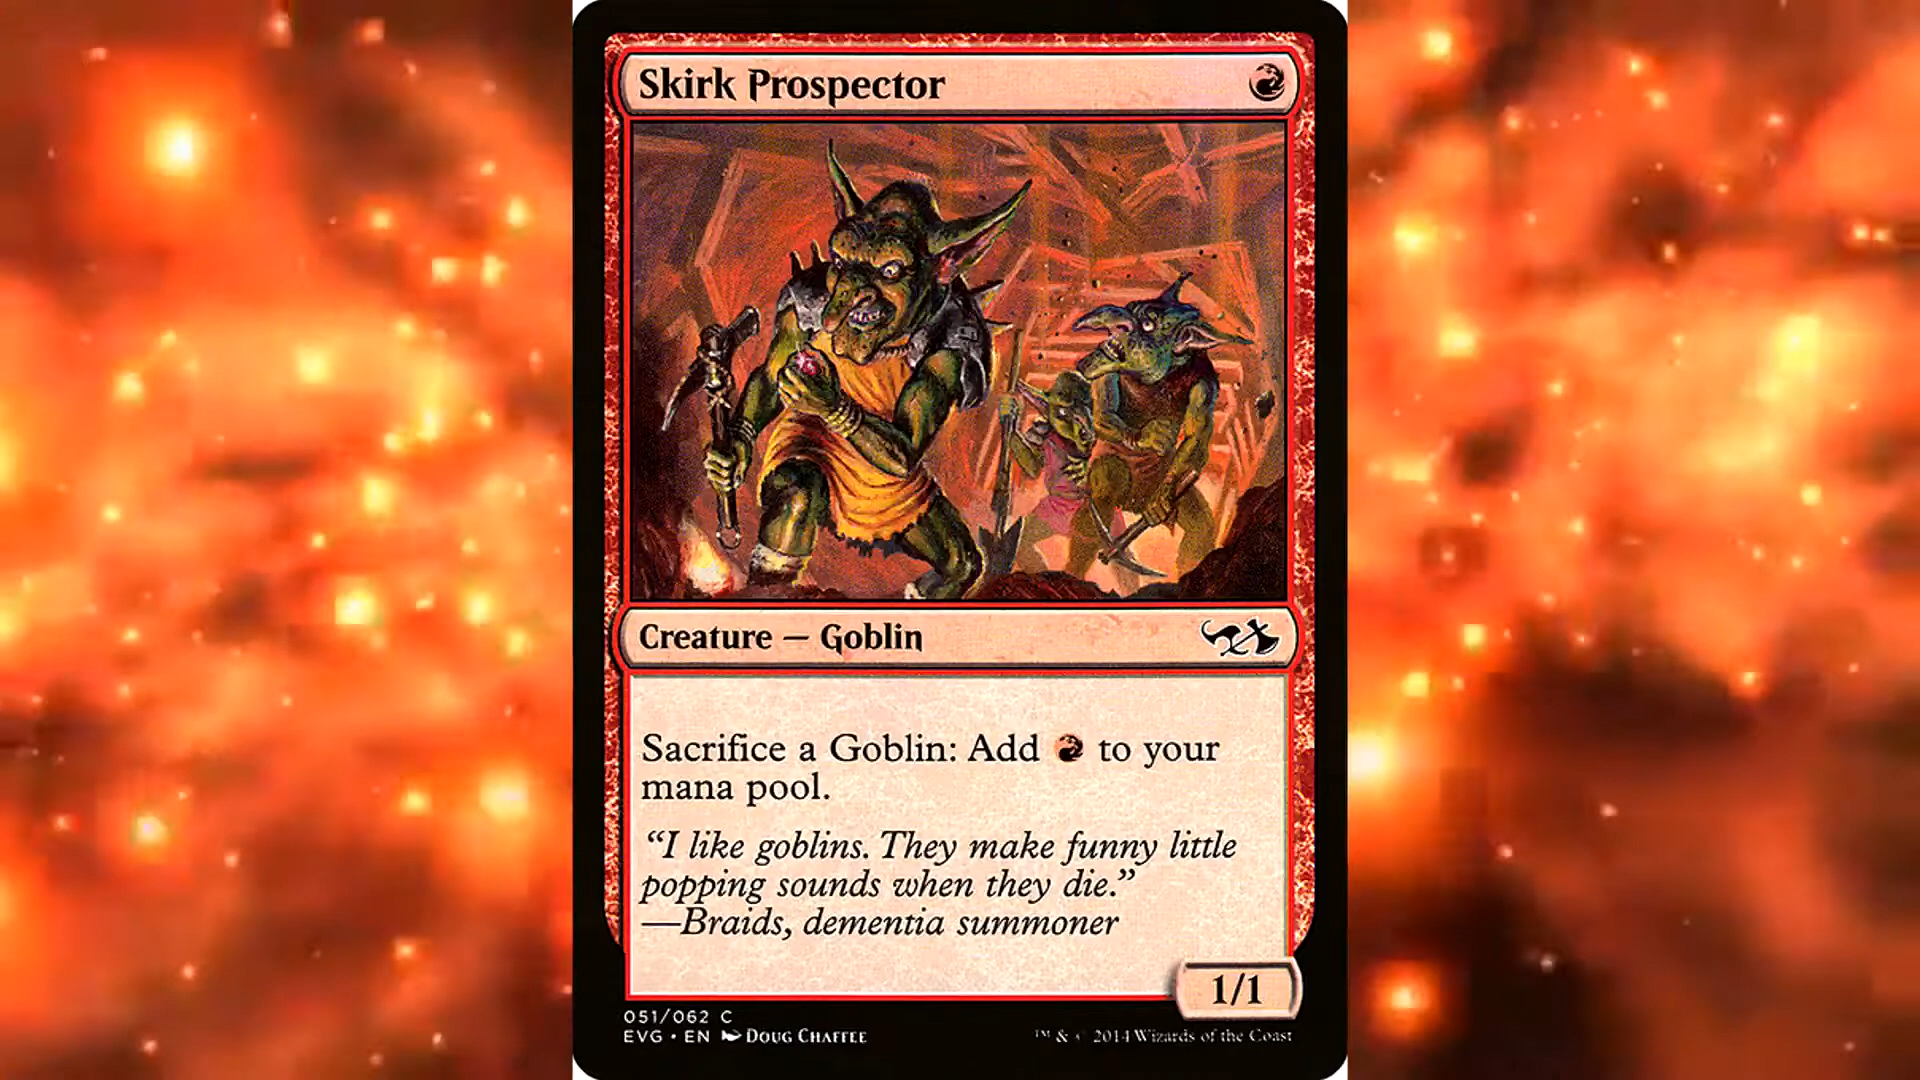 Skirk Prospector
Creature — Goblin
Sacrifice a Goblin: Add to your
mana pool.
“I like goblins. They make funny little
popping sounds when they die.”
—Braids, dementia summoner
1/1
051/062 C
EVG • EN Doug Chaffee
™ & © 2014 Wizards of the Coast